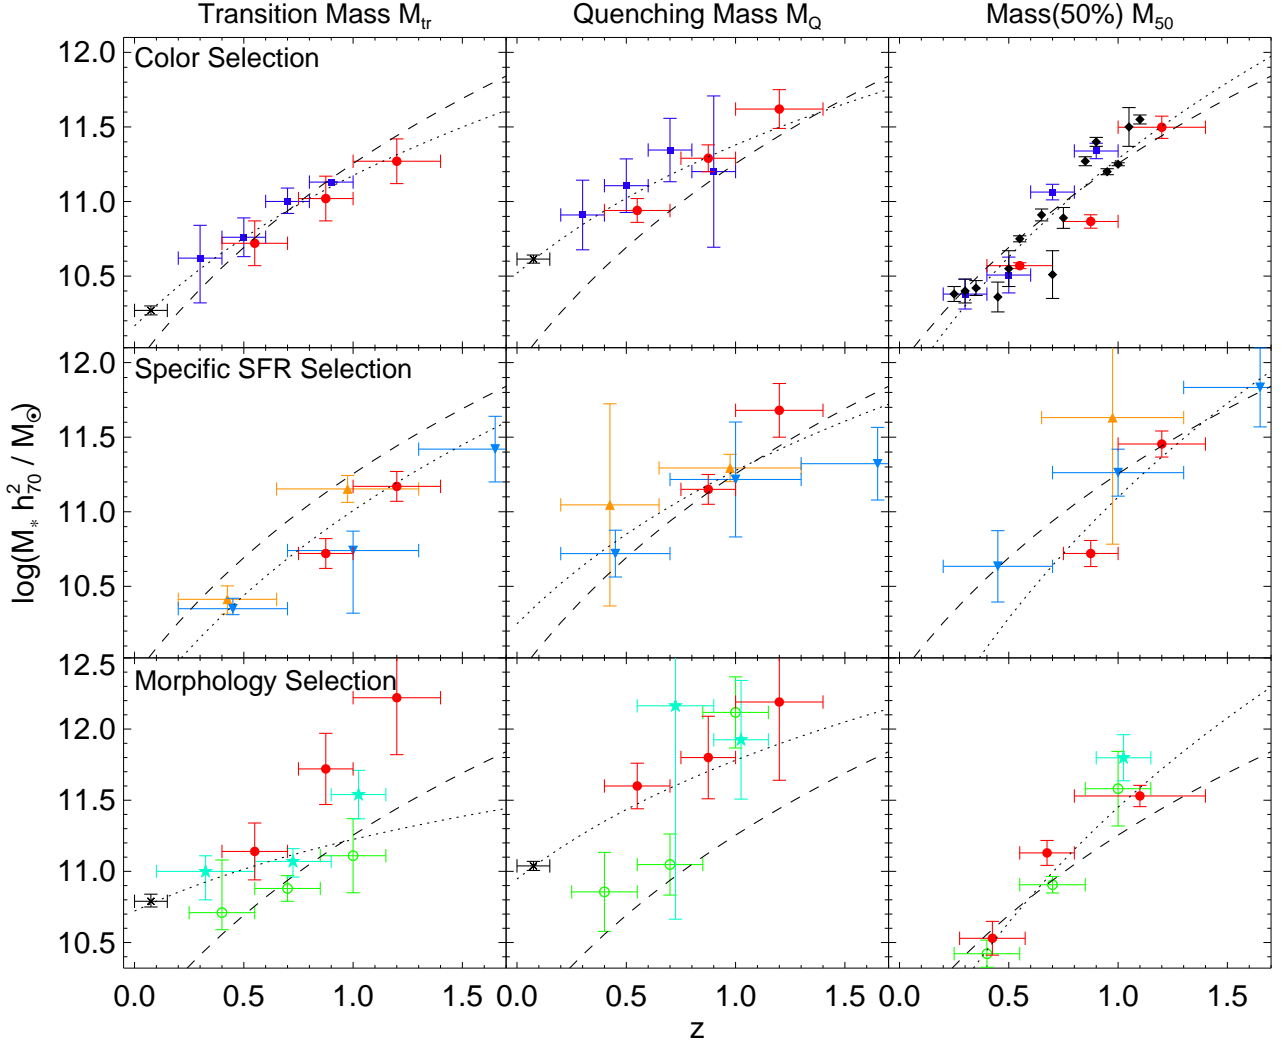 Transition Mass M_tr Quenching Mass M_Q Mass(50%) M_50
Color Selection
12.0
11.5
11.0
10.5
Specific SFR Selection
12.0
11.5
11.0
10.5
Morphology Selection
12.5
12.0
11.5
11.0
10.5
0.0 0.5 1.0 1.5 0.0 0.5 1.0 1.5 0.0 0.5 1.0 1.5
z
log(M_* h_70^2 / M_⊙)